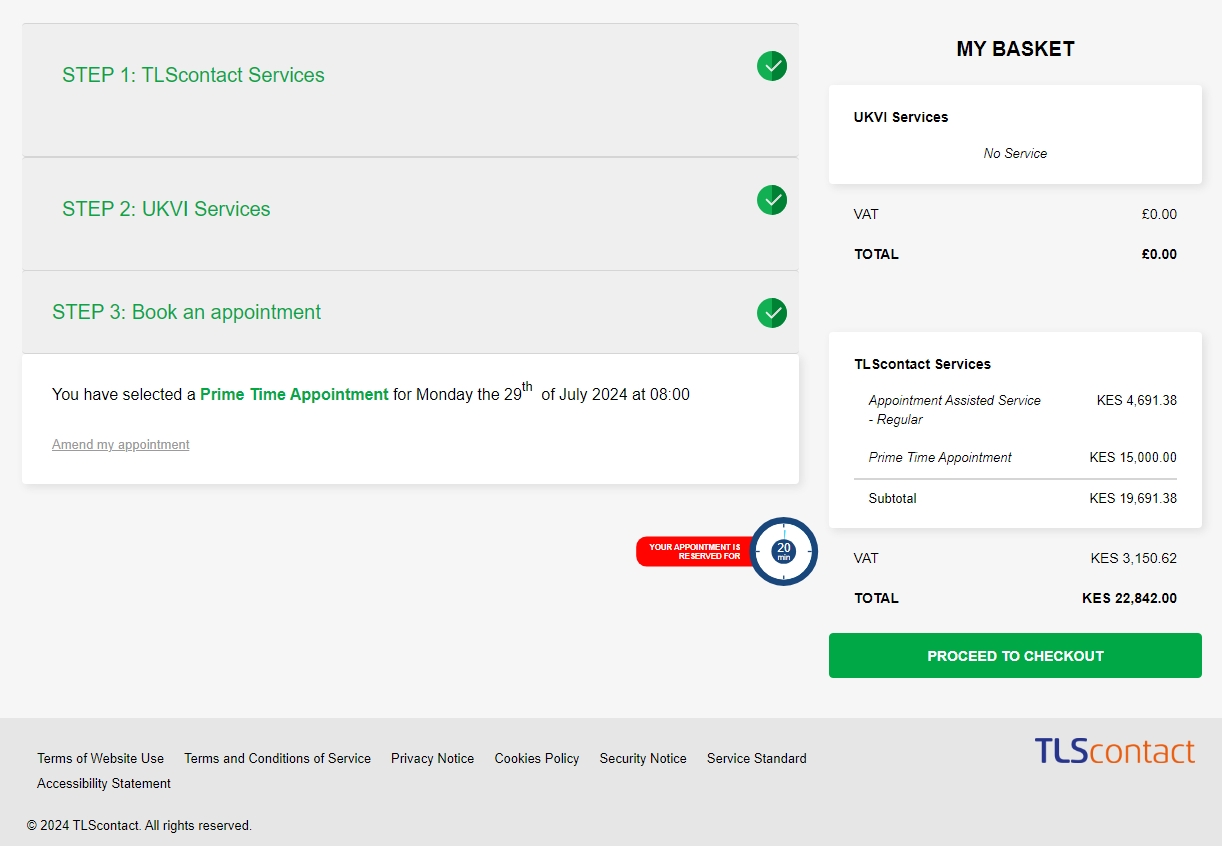 STEP 1: TLScontact Services
STEP 2: UKVI Services
STEP 3: Book an appointment
You have selected a Prime Time Appointment for Monday the 29th of July 2024 at 08:00
Amend my appointment
YOUR APPOINTMENT IS
RESERVED FOR
20
min
MY BASKET
UKVI Services
No Service
VAT £0.00
TOTAL £0.00
TLScontact Services
Appointment Assisted Service KES 4,691.38
- Regular
Prime Time Appointment KES 15,000.00
Subtotal KES 19,691.38
VAT KES 3,150.62
TOTAL KES 22,842.00
PROCEED TO CHECKOUT
Terms of Website Use Terms and Conditions of Service Privacy Notice Cookies Policy Security Notice Service Standard
Accessibility Statement
TLScontact
© 2024 TLScontact. All rights reserved.